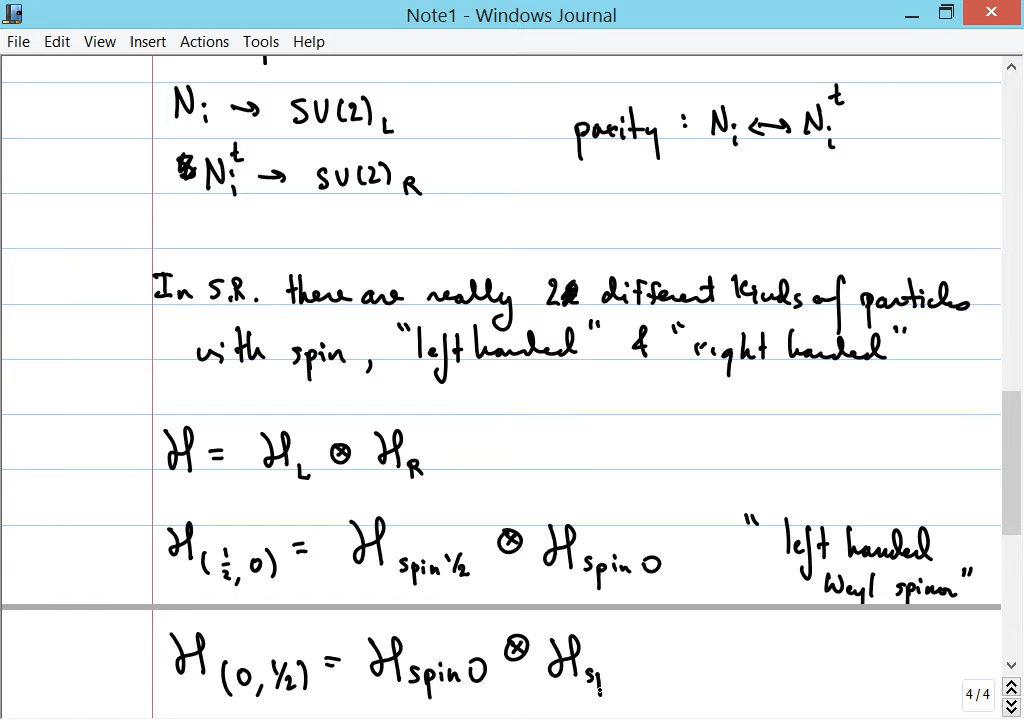 Note1 - Windows Journal
File Edit View Insert Actions Tools Help
N_i → SU(2)_L
parity : N_i ↔ N_i^t
N_i^t → SU(2)_R
In S.R. there are really 2 different kinds of particles
with spin, "left handed" & "right handed"
ℋ = ℋ_L ⊗ ℋ_R
ℋ_(½, 0) = ℋ_spin ½ ⊗ ℋ_spin 0 "left handed
Weyl spinor"
ℋ_(0, ½) = ℋ_spin 0 ⊗ ℋ_sp
4 / 4